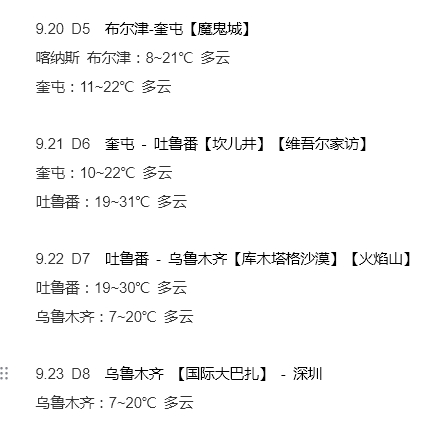 9.20 D5 布尔津-奎屯【魔鬼城】
喀纳斯 布尔津：8~21℃ 多云
奎屯：11~22℃ 多云
9.21 D6 奎屯 - 吐鲁番【坎儿井】【维吾尔家访】
奎屯：10~22℃ 多云
吐鲁番：19~31℃ 多云
9.22 D7 吐鲁番 - 乌鲁木齐【库木塔格沙漠】【火焰山】
吐鲁番：19~30℃ 多云
乌鲁木齐：7~20℃ 多云
9.23 D8 乌鲁木齐 【国际大巴扎】 - 深圳
乌鲁木齐：7~20℃ 多云